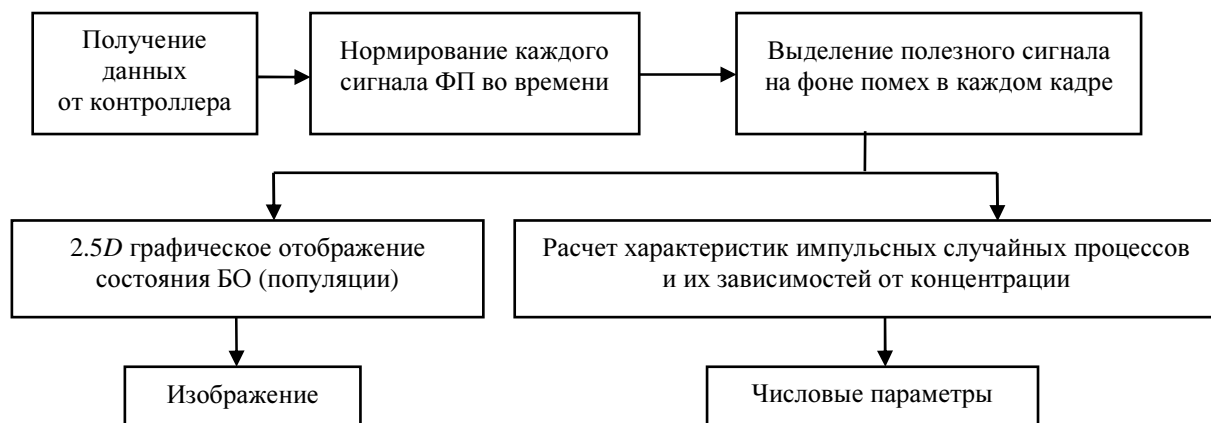 Получение
данных
от контроллера
Нормирование каждого
сигнала ФП во времени
Выделение полезного сигнала
на фоне помех в каждом кадре
2.5D графическое отображение
состояния БО (популяции)
Расчет характеристик импульсных случайных процессов
и их зависимостей от концентрации
Изображение
Числовые параметры